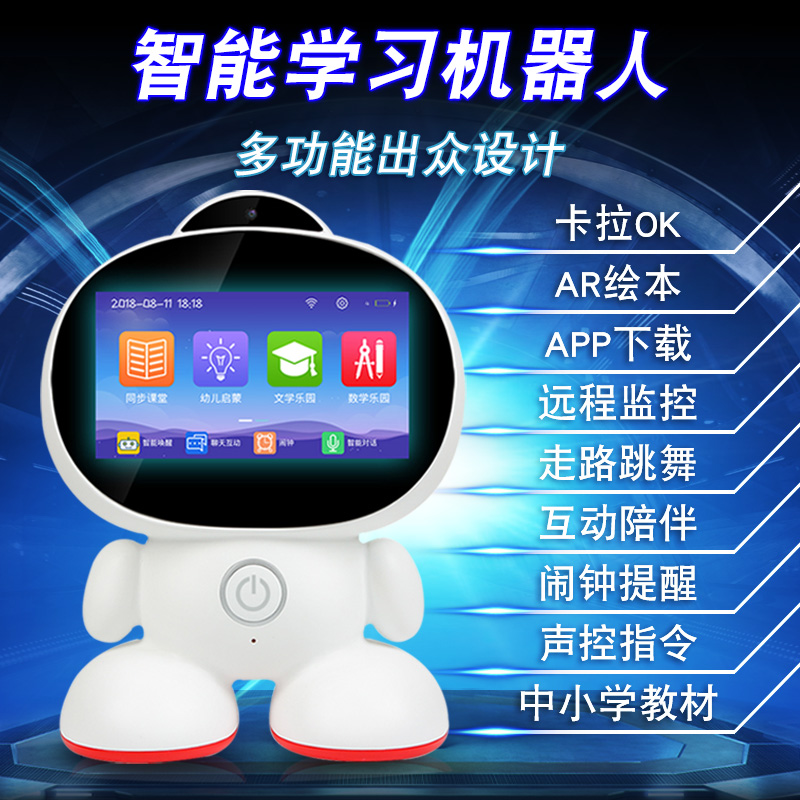 智能学习机器人
多功能出众设计
卡拉OK
AR绘本
APP下载
远程监控
走路跳舞
互动陪伴
闹钟提醒
声控指令
中小学教材
2018-08-11 18:18
同步课堂 幼儿启蒙 文学乐园 数学乐园
智能唤醒 聊天互动 闹钟 智能对话